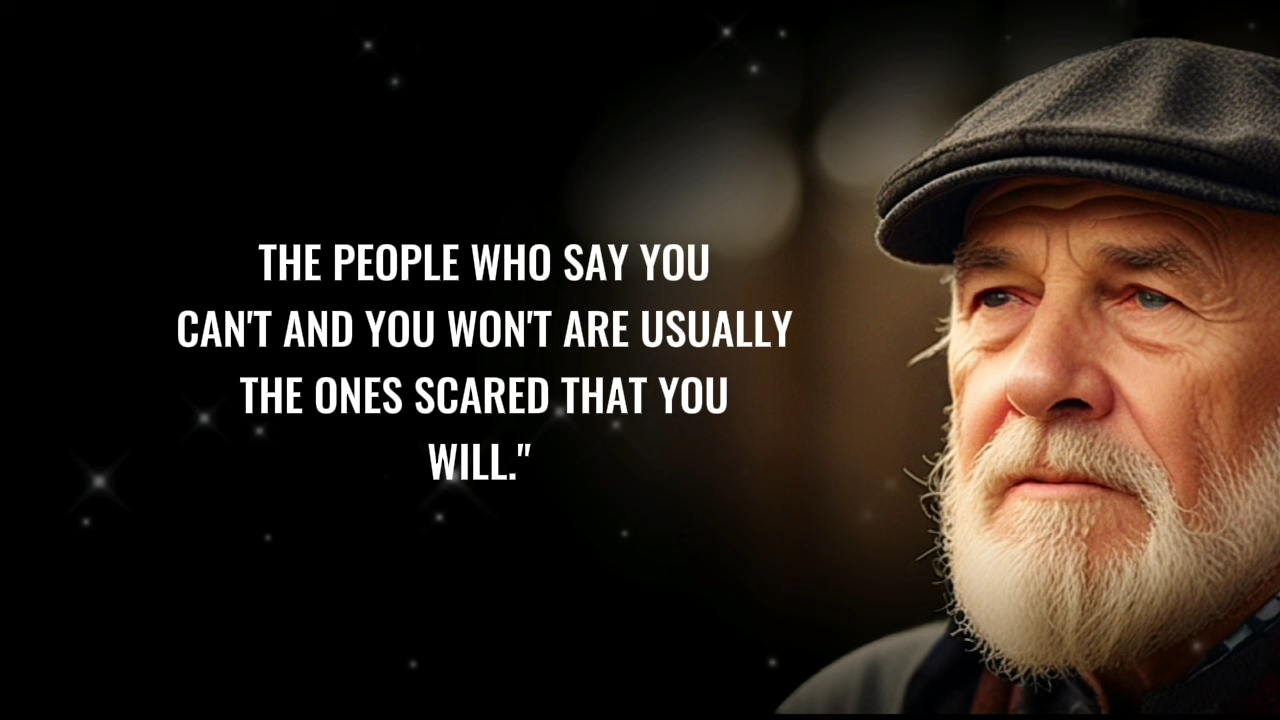 THE PEOPLE WHO SAY YOU
CAN'T AND YOU WON'T ARE USUALLY
THE ONES SCARED THAT YOU
WILL."